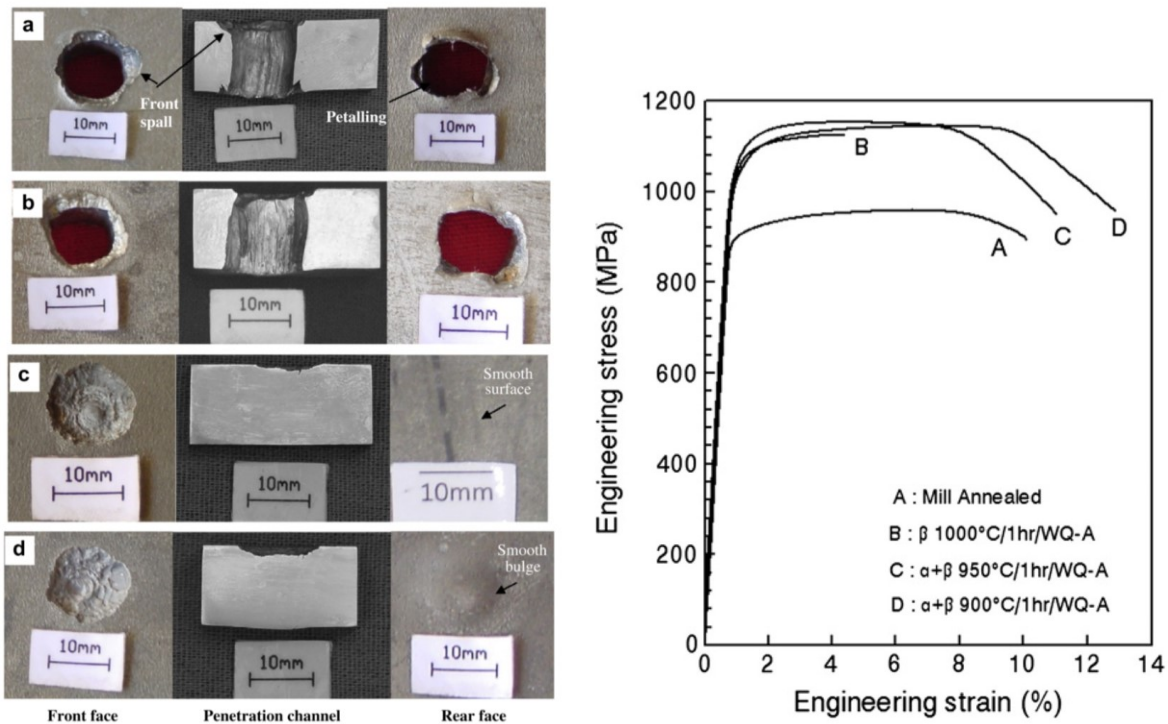 a
Front
spall
Petalling
10mm
10mm
10mm
b
10mm
10mm
10mm
c
Smooth
surface
10mm
10mm
10mm
d
Smooth
bulge
10mm
10mm
10mm
Front face
Penetration channel
Rear face
Engineering stress (MPa)
1200
1000
800
600
400
200
0
B
A
C
D
A : Mill Annealed
B : β 1000°C/1hr/WQ-A
C : α+β 950°C/1hr/WQ-A
D : α+β 900°C/1hr/WQ-A
0 2 4 6 8 10 12 14
Engineering strain (%)